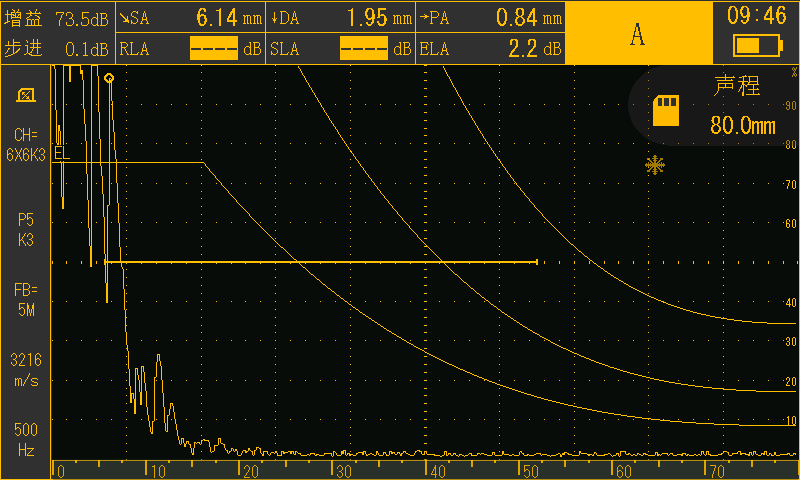 增益 73.5dB ↘SA 6.14 mm ↓DA 1.95 mm →PA 0.84 mm A 09:46
步进 0.1dB RLA ---- dB SLA ---- dB ELA 2.2 dB
声程
80.0mm
CH=
6X6K3
EL
P5
K3
FB=
5M
3216
m/s
500
Hz
%
90
80
70
60
40
30
20
10
0 10 20 30 40 50 60 70